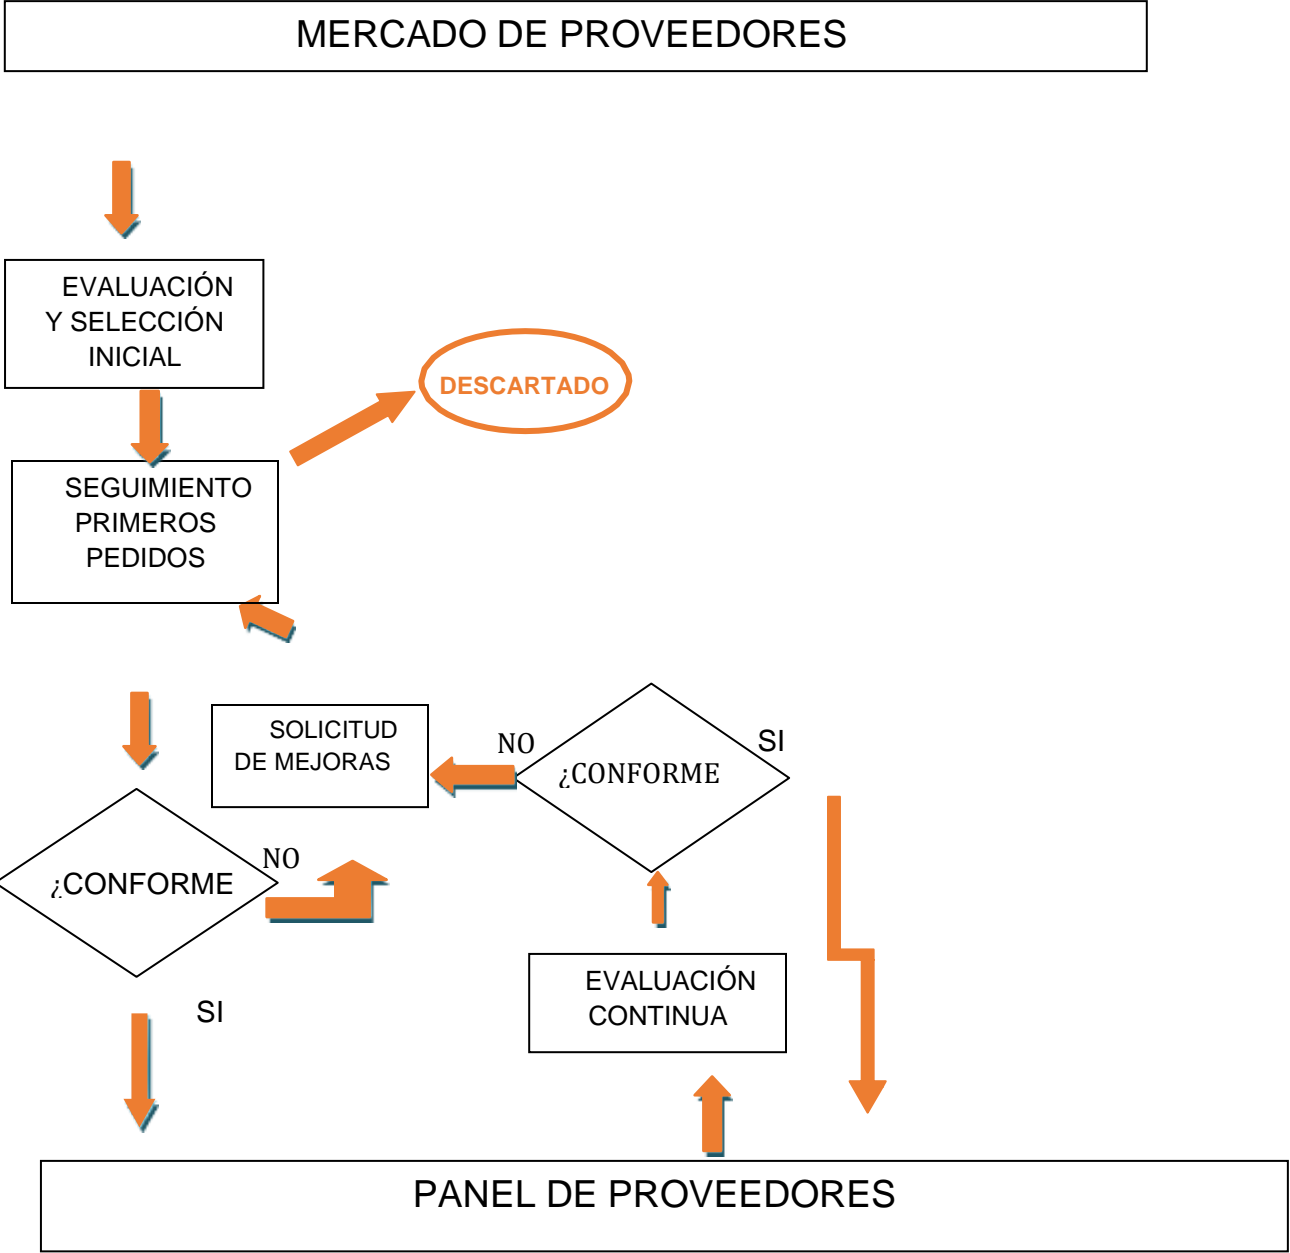 MERCADO DE PROVEEDORES
EVALUACIÓN
Y SELECCIÓN
INICIAL
DESCARTADO
SEGUIMIENTO
PRIMEROS
PEDIDOS
SOLICITUD
DE MEJORAS
NO
¿CONFORME
SI
¿CONFORME
NO
SI
EVALUACIÓN
CONTINUA
PANEL DE PROVEEDORES